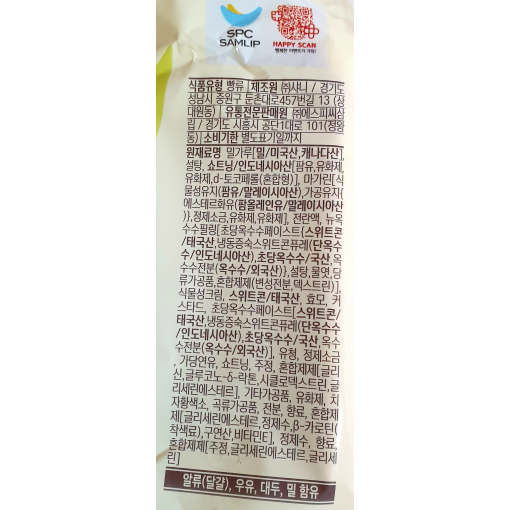 SPC
SAMLIP
HAPPY SCAN
행복한 이벤트가 가득!
식품유형 빵류 | 제조원 ㈜샤니 / 경기도
성남시 중원구 둔촌대로457번길 13 (상
대원동) | 유통전문판매원 ㈜에스피씨삼
립 / 경기도 시흥시 공단1대로 101(정왕
동) | 소비기한 별도표기일까지
원재료명 밀가루[밀/미국산,캐나다산],
설탕, 쇼트닝/인도네시아산[팜유,유화제,
유화제,d-토코페롤(혼합형)], 마가린[식
물성유지(팜유/말레이시아산),가공유지{
에스테르화유(팜올레인유/말레이시아산
)},정제소금,유화제,유화제], 전란액, 뉴옥
수수필링[초당옥수수페이스트{스위트콘
/태국산,냉동증숙스위트콘퓨레(단옥수
수/인도네시아산),초당옥수수/국산,옥
수수전분(옥수수/외국산)},설탕,물엿,당
류가공품,혼합제제(변성전분,덱스트린)],
식물성크림, 스위트콘/태국산, 효모, 커
스타드, 초당옥수수페이스트[스위트콘/
태국산,냉동증숙스위트콘퓨레(단옥수수
/인도네시아산),초당옥수수/국산,옥수
수전분(옥수수/외국산)], 유청, 정제소금
, 가당연유, 쇼트닝, 주정, 혼합제제[글리
신,글루코노-δ-락톤,시클로덱스트린,글
리세린에스테르], 기타가공품, 유화제, 치
자황색소, 곡류가공품, 전분, 향료, 혼합제
제[글리세린에스테르,정제수,β-카로틴(
착색료),구연산,비타민E], 정제수, 향료,
혼합제제[주정,글리세린에스테르,글리세
린]
알류(달걀), 우유, 대두, 밀 함유